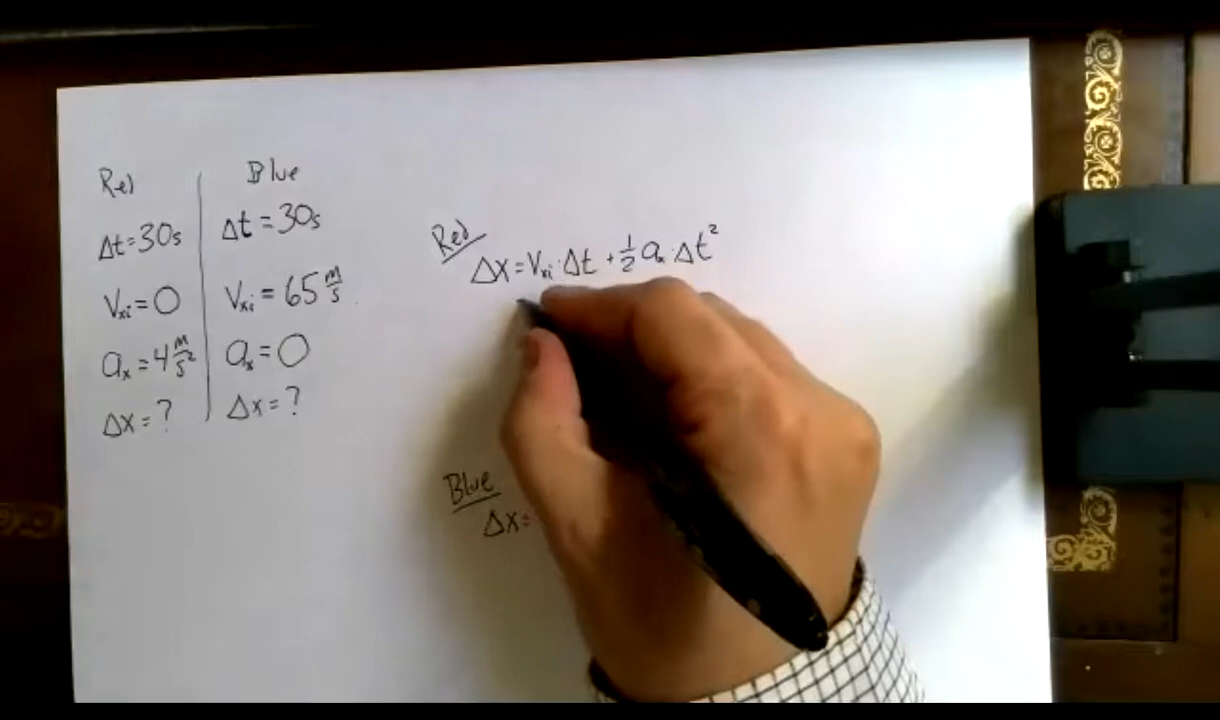 Red
Δt=30s
Vxi=0
ax=4 m/s²
Δx=?
Blue
Δt=30s
Vxi=65 m/s
ax=0
Δx=?
Red
Δx=Vxi·Δt+½ax·Δt²
Blue
Δx=